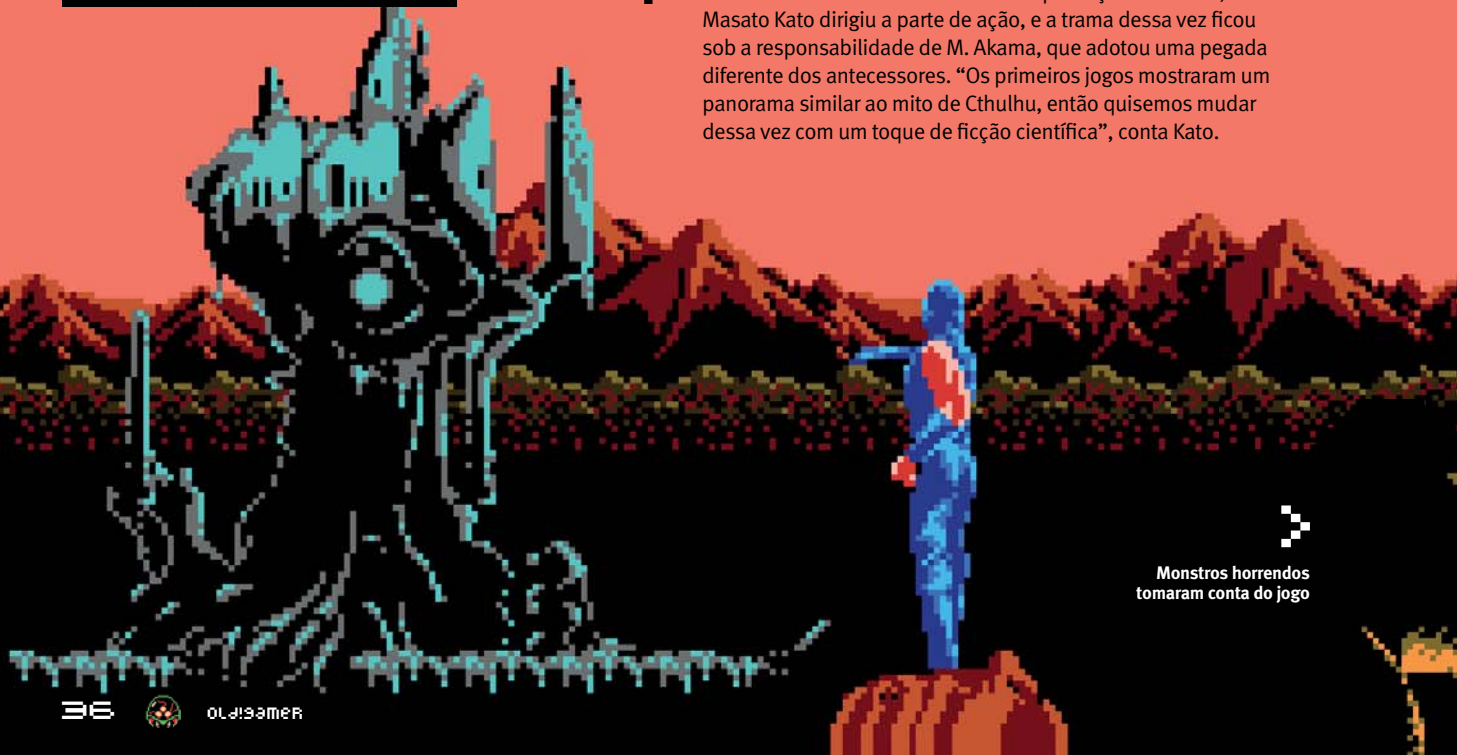 Masato Kato dirigiu a parte de ação, e a trama dessa vez ficou
sob a responsabilidade de M. Akama, que adotou uma pegada
diferente dos antecessores. “Os primeiros jogos mostraram um
panorama similar ao mito de Cthulhu, então quisemos mudar
dessa vez com um toque de ficção científica”, conta Kato.
Monstros horrendos
tomaram conta do jogo
36 OLD!GAMER